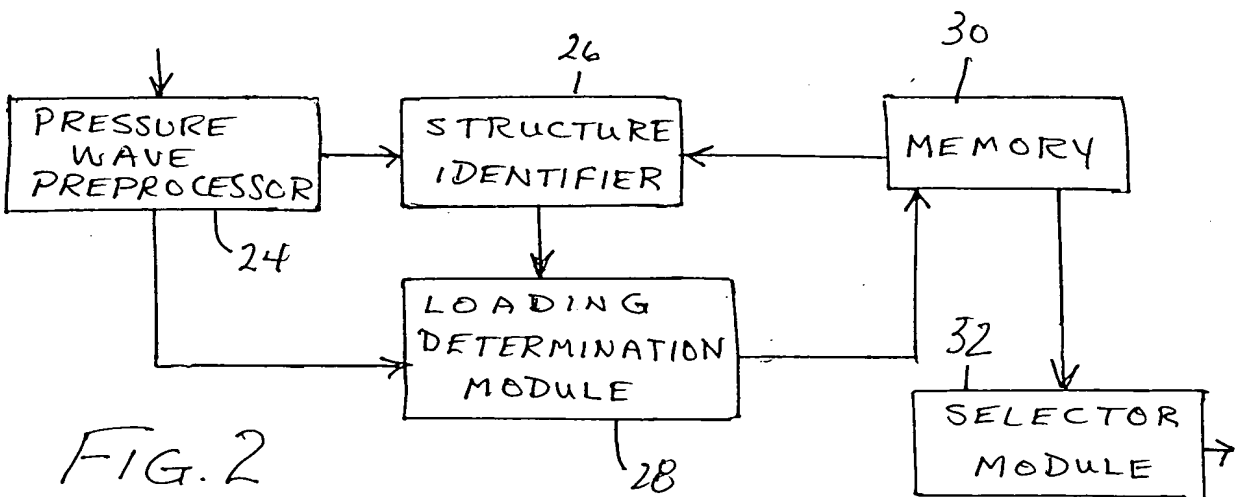 26
30
PRESSURE
WAVE
PREPROCESSOR
STRUCTURE
IDENTIFIER
MEMORY
24
LOADING
DETERMINATION
MODULE
32
SELECTOR
MODULE
28
FIG. 2